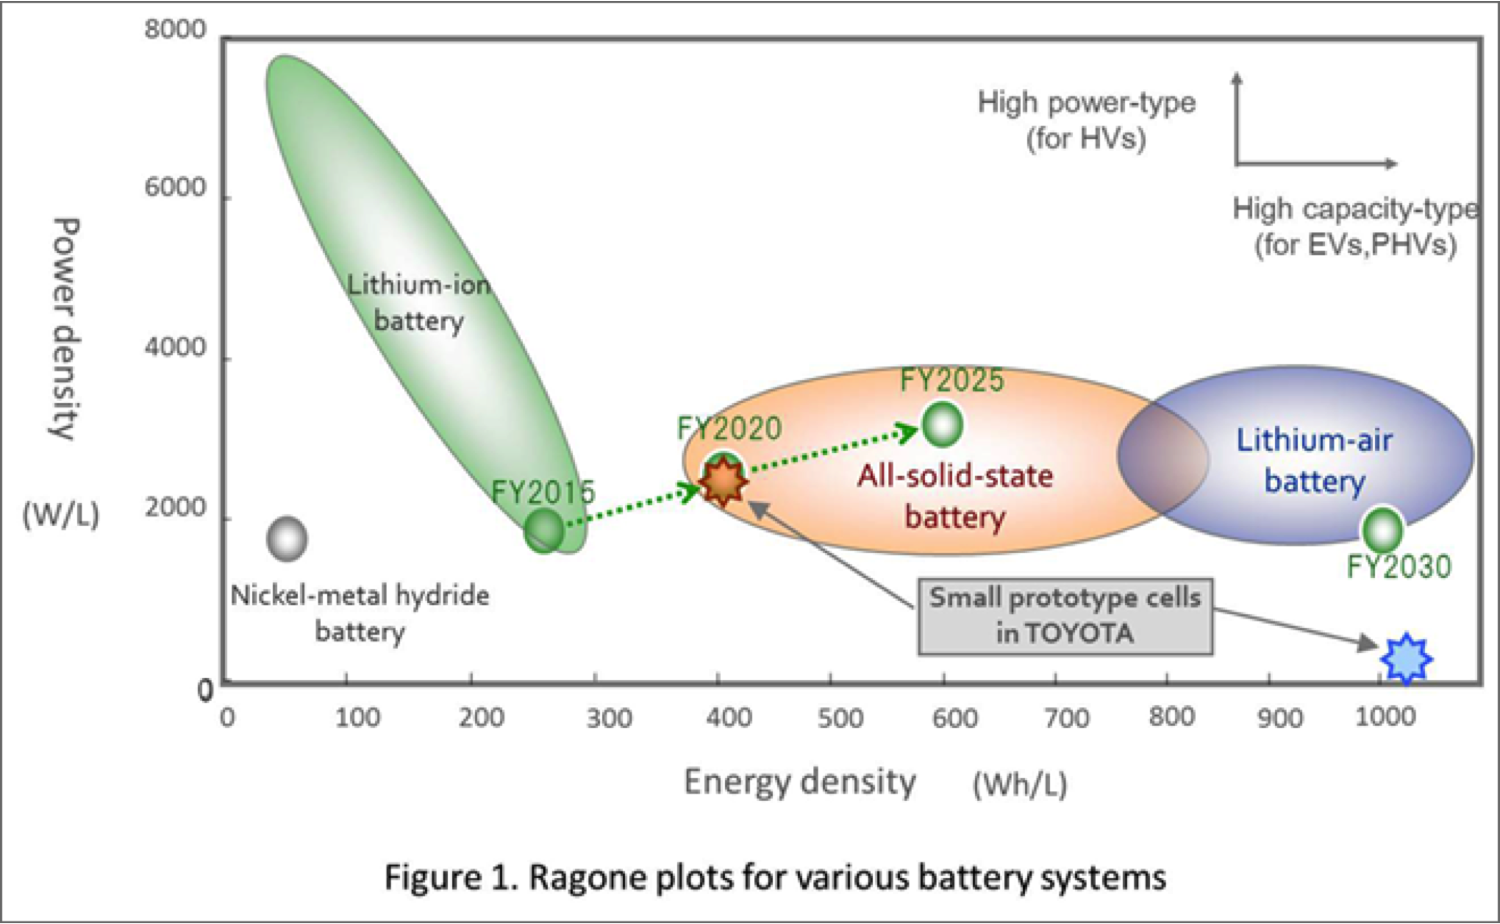 8000
High power-type
(for HVs)
6000
High capacity-type
(for EVs,PHVs)
Power density
(W/L)
Lithium-ion
battery
4000
FY2025
FY2020
Lithium-air
battery
All-solid-state
battery
FY2015
2000
FY2030
Nickel-metal hydride
battery
Small prototype cells
in TOYOTA
0
0 100 200 300 400 500 600 700 800 900 1000
Energy density (Wh/L)
Figure 1. Ragone plots for various battery systems